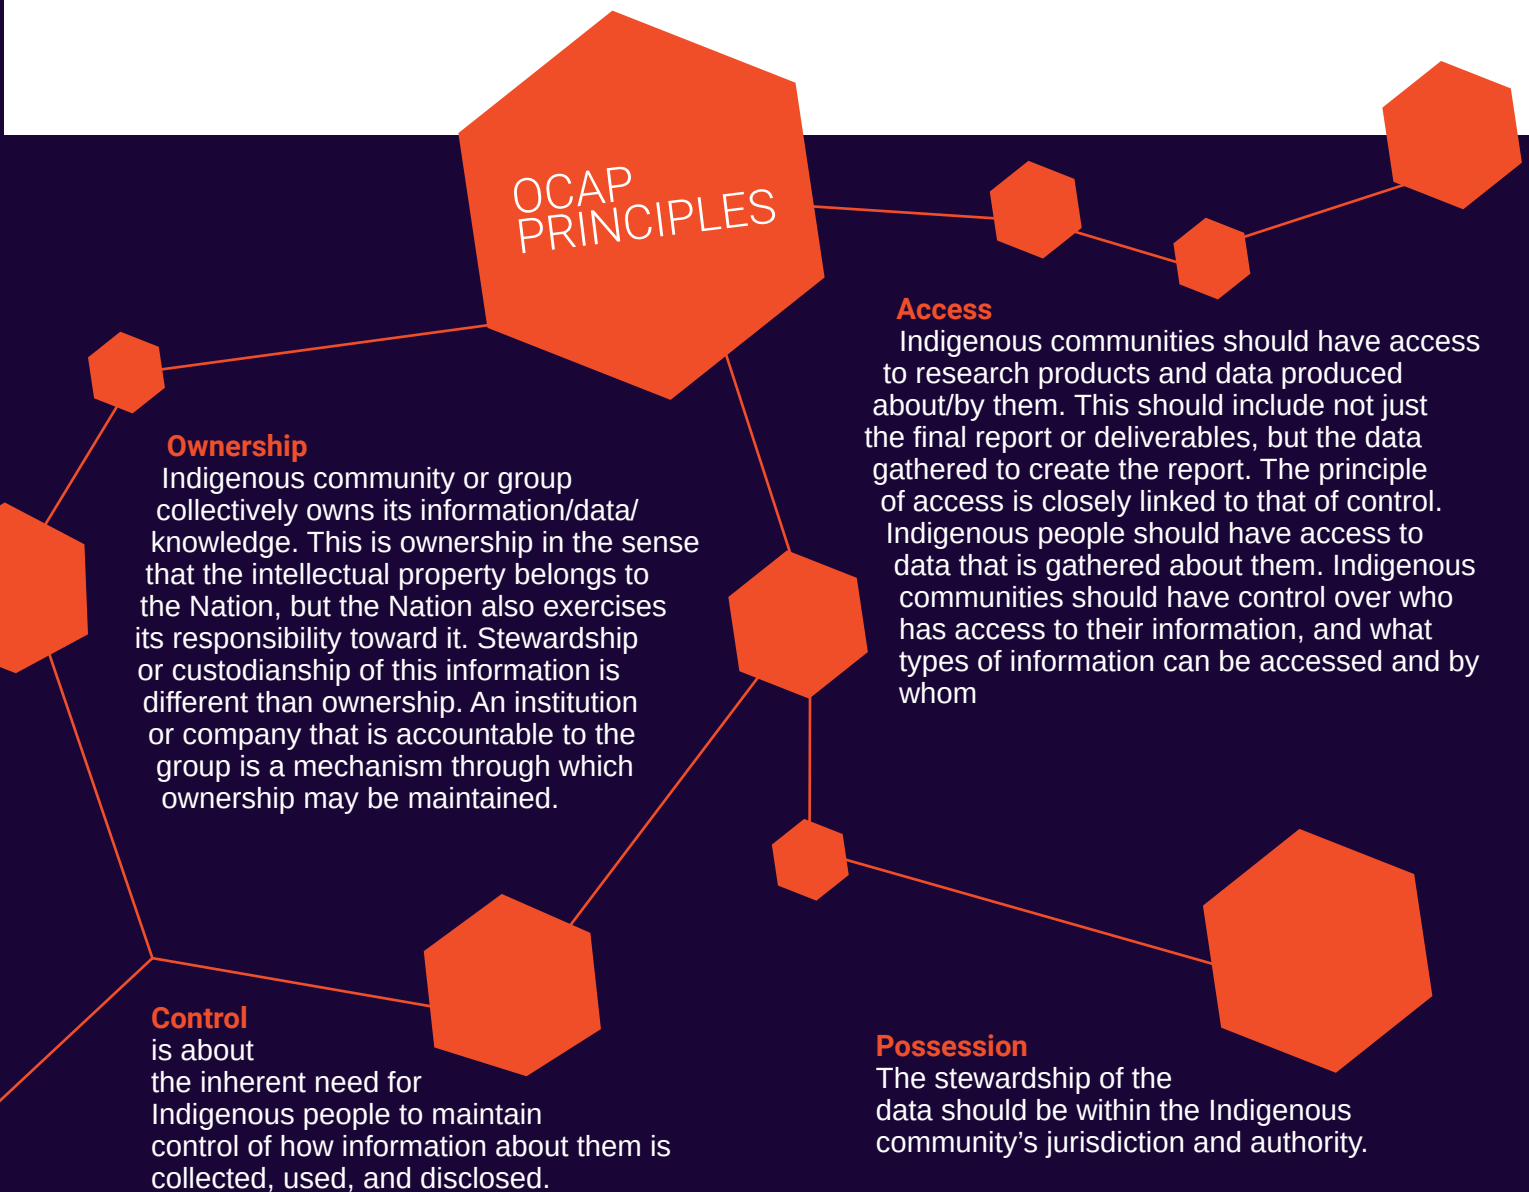 OCAP
PRINCIPLES
Ownership
Indigenous community or group
collectively owns its information/data/
knowledge. This is ownership in the sense
that the intellectual property belongs to
the Nation, but the Nation also exercises
its responsibility toward it. Stewardship
or custodianship of this information is
different than ownership. An institution
or company that is accountable to the
group is a mechanism through which
ownership may be maintained.
Control
is about
the inherent need for
Indigenous people to maintain
control of how information about them is
collected, used, and disclosed.
Access
Indigenous communities should have access
to research products and data produced
about/by them. This should include not just
the final report or deliverables, but the data
gathered to create the report. The principle
of access is closely linked to that of control.
Indigenous people should have access to
data that is gathered about them. Indigenous
communities should have control over who
has access to their information, and what
types of information can be accessed and by
whom
Possession
The stewardship of the
data should be within the Indigenous
community’s jurisdiction and authority.